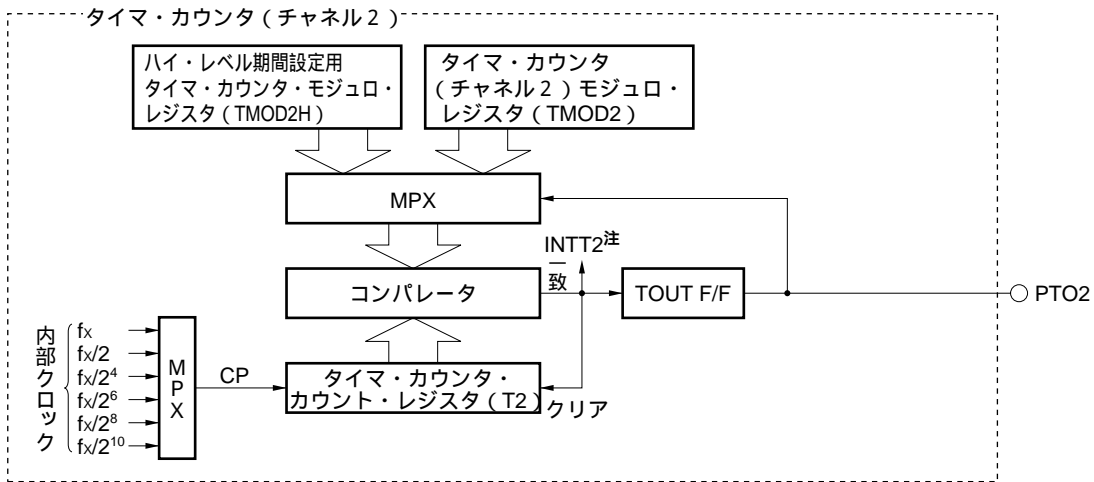 タイマ・カウンタ(チャネル2)
ハイ・レベル期間設定用
タイマ・カウンタ・モジュロ・
レジスタ(TMOD2H)
タイマ・カウンタ
(チャネル2)モジュロ・
レジスタ(TMOD2)
MPX
INTT2注
一致
コンパレータ
TOUT F/F
PTO2
内部クロック
fX
fX/2
fX/2⁴
fX/2⁶
fX/2⁸
fX/2¹⁰
MPX
CP
タイマ・カウンタ・
カウント・レジスタ(T2)
クリア